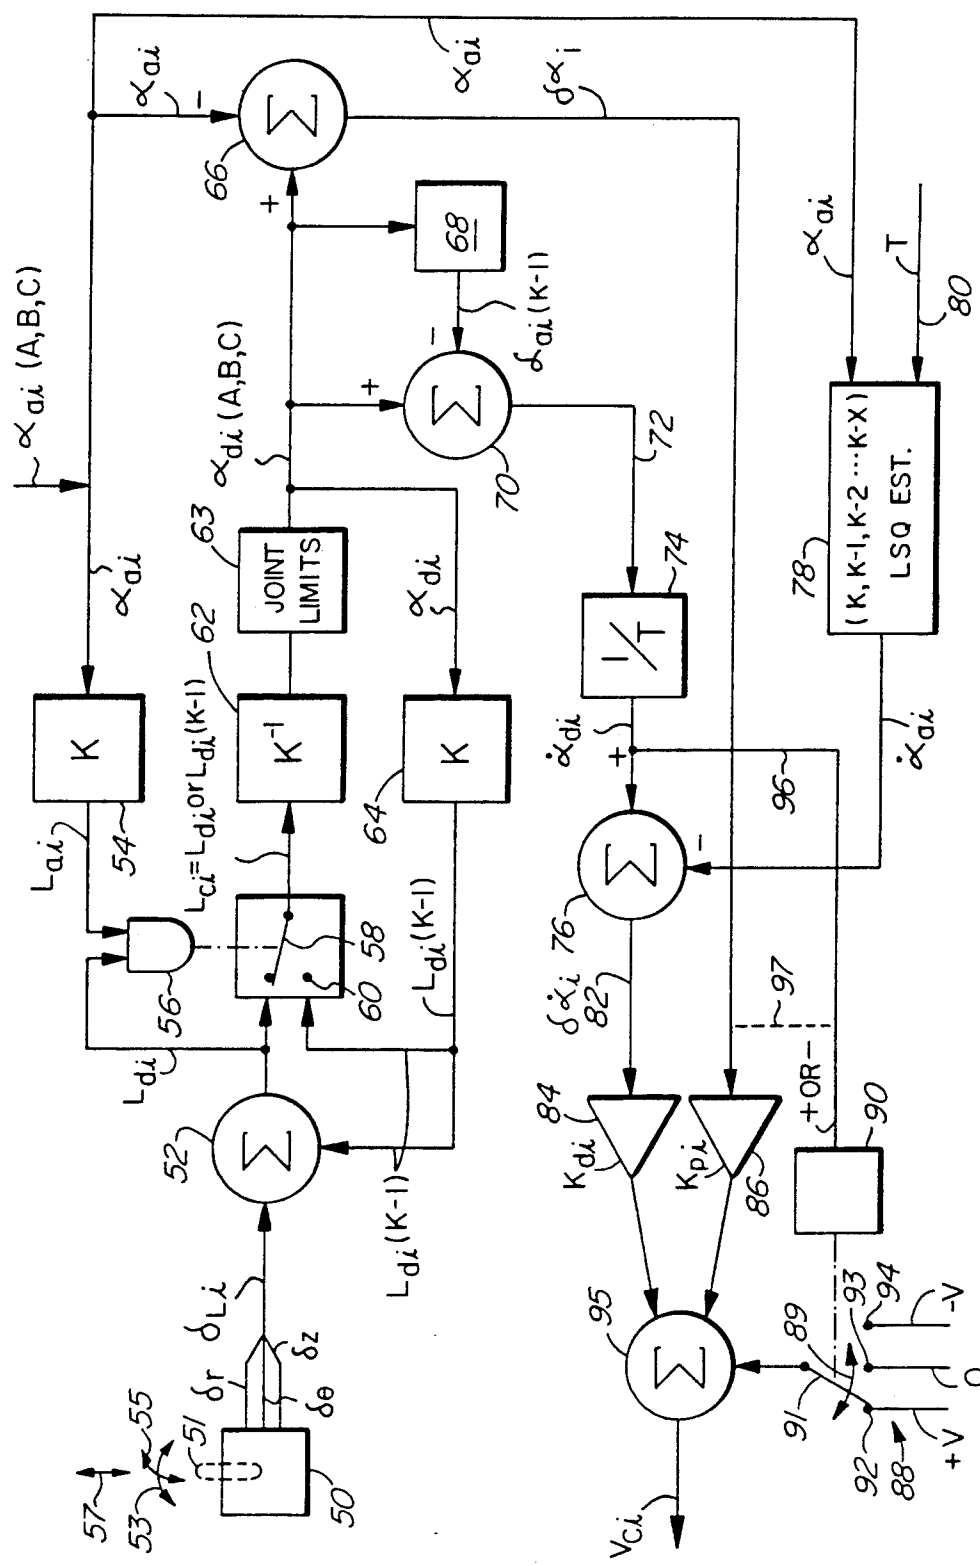 57
53
55
51
50
δr
δθ
δz
δLi
52
Ldi
Ldi(K-1)
Lai
54
K
56
58
60
Lci=Ldi or Ldi(K-1)
62
K⁻¹
63
JOINT
LIMITS
64
K
Ldi(K-1)
αai
αai (A,B,C)
αdi
αdi (A,B,C)
Σ
+
-
66
αai
αai
δαi
68
αai(K-1)
-
+
Σ
70
72
74
1/T
α̇di
+
-
Σ
76
δα̇i
82
84
Kdi
Kpi
86
95
Σ
Vci
78
(K, K-1, K-2 ··· K-X)
LSQ EST.
αai
T
80
α̇ai
96
97
+OR-
90
89
91
92
93
94
88
+V
O
-V
Σ